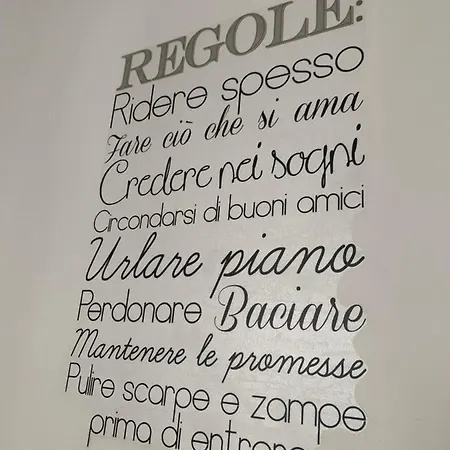 REGOLE:
Ridere spesso
Fare ciò che si ama
Credere nei sogni
Circondarsi di buoni amici
Urlare piano
Perdonare Baciare
Mantenere le promesse
Pulire scarpe e zampe
prima di